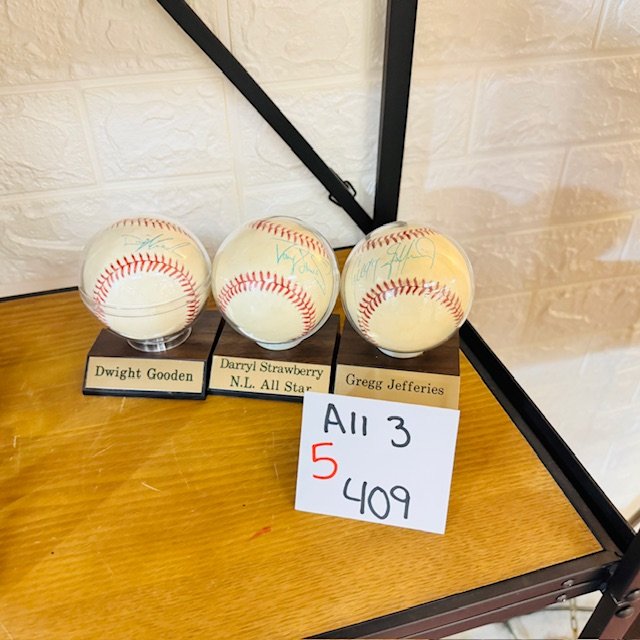 Dwight Gooden
Darryl Strawberry
N.L. All Star
Gregg Jefferies
All 3
5
409